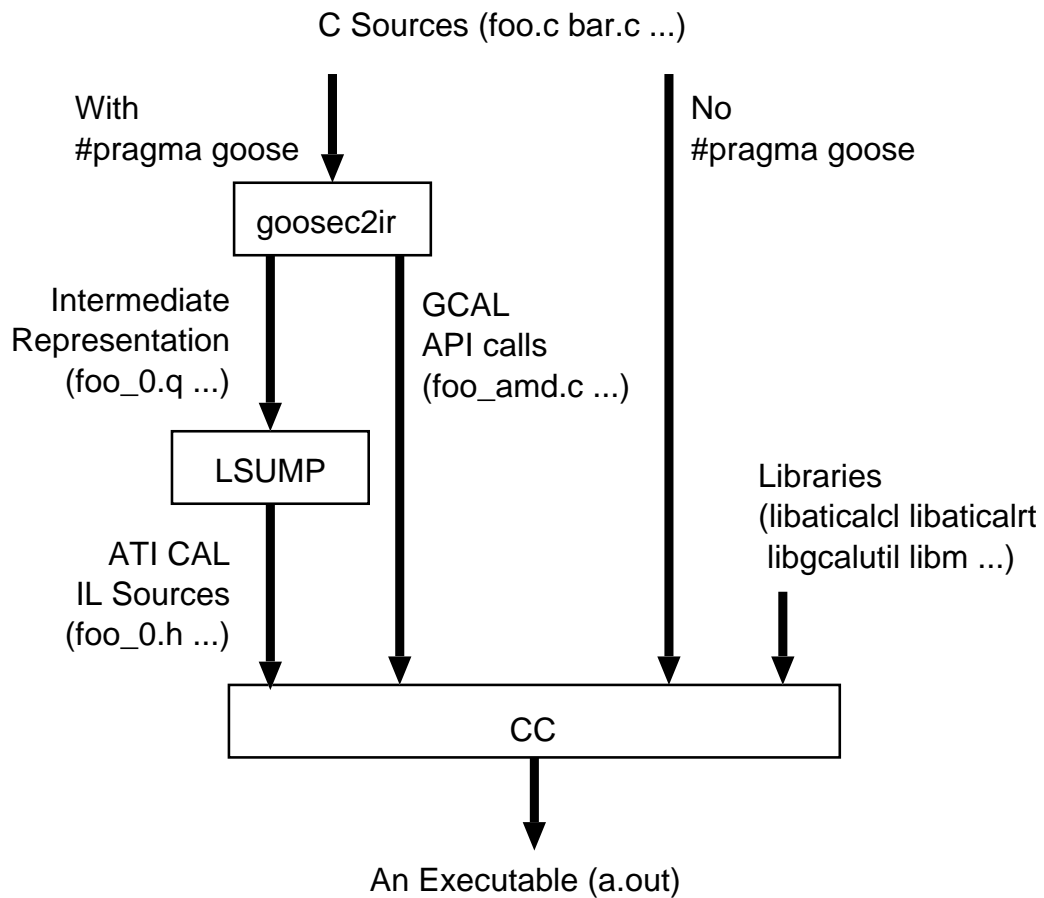 C Sources (foo.c bar.c ...)
With
#pragma goose
No
#pragma goose
goosec2ir
Intermediate
Representation
(foo_0.q ...)
GCAL
API calls
(foo_amd.c ...)
LSUMP
Libraries
(libaticalcl libaticalrt
libgcalutil libm ...)
ATI CAL
IL Sources
(foo_0.h ...)
CC
An Executable (a.out)